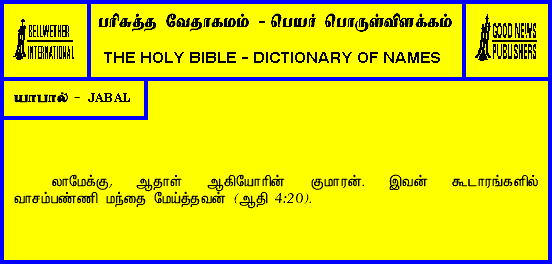 BELLWETHER
INTERNATIONAL
பரிசுத்த வேதாகமம் - பெயர் பொருள்விளக்கம்
THE HOLY BIBLE - DICTIONARY OF NAMES
GOOD NEWS
PUBLISHERS
யாபால் - JABAL
லாமேக்கு, ஆதாள் ஆகியோரின் குமாரன். இவன் கூடாரங்களில்
வாசம்பண்ணி மந்தை மேய்த்தவன் (ஆதி 4:20).